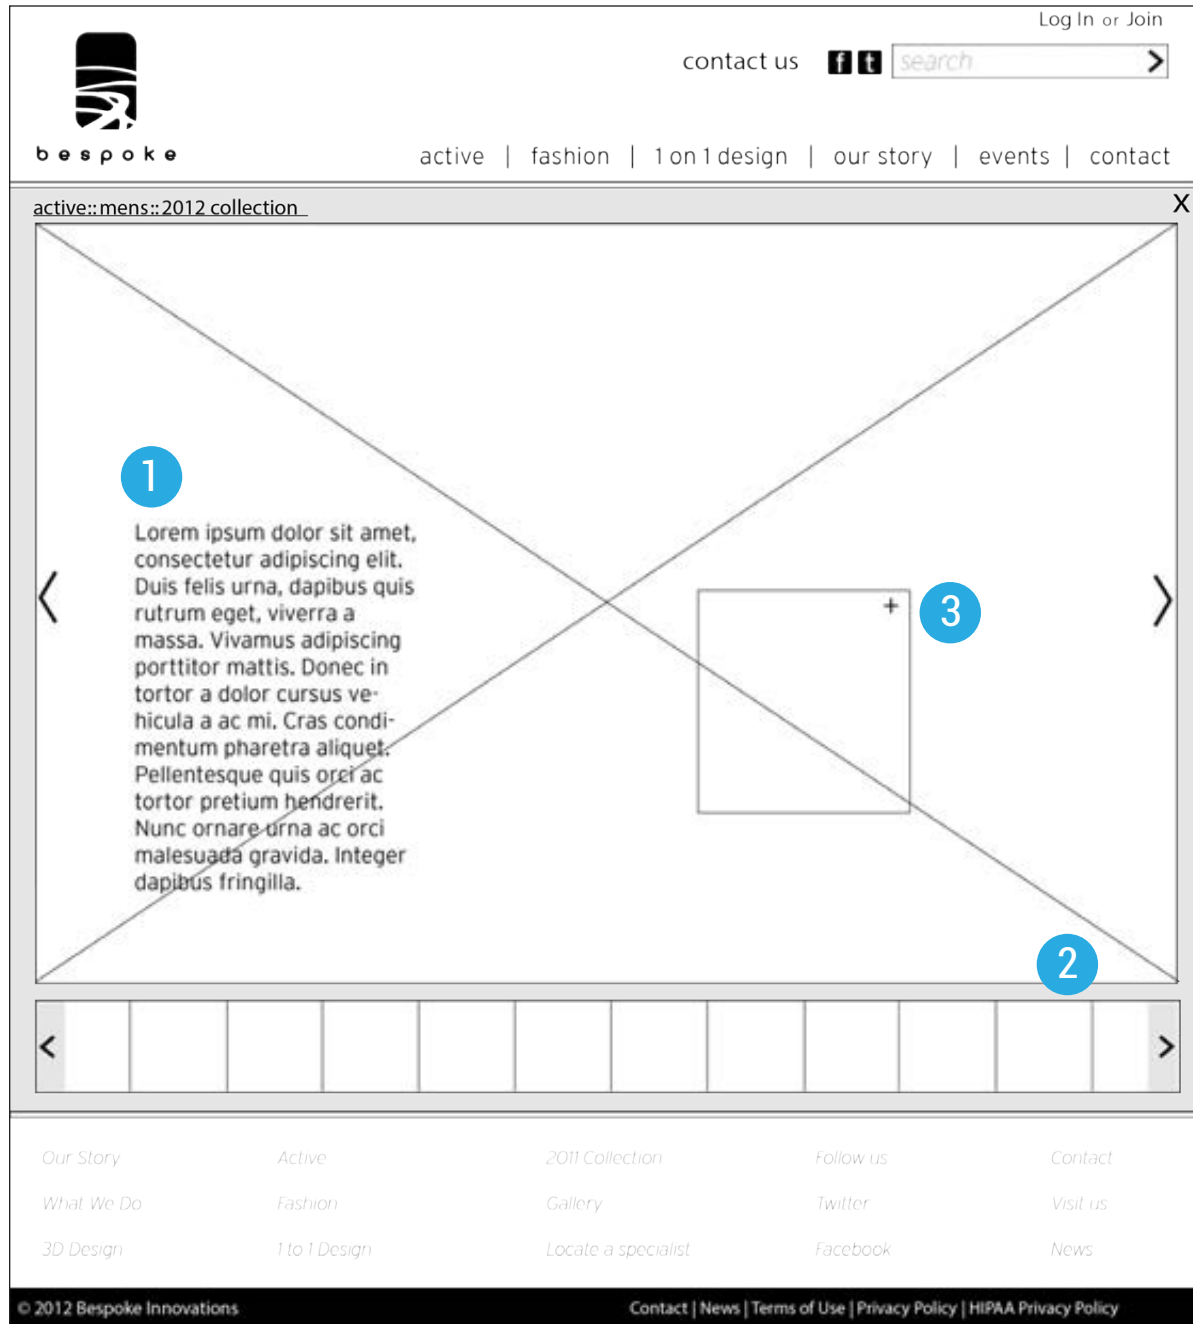 Log In or Join
contact us f t search >
bespoke
active | fashion | 1 on 1 design | our story | events | contact
active::mens::2012 collection X
1
Lorem ipsum dolor sit amet,
consectetur adipiscing elit.
Duis felis urna, dapibus quis
rutrum eget, viverra a
massa. Vivamus adipiscing
porttitor mattis. Donec in
tortor a dolor cursus ve-
hicula a ac mi. Cras condi-
mentum pharetra aliquet.
Pellentesque quis orci ac
tortor pretium hendrerit.
Nunc ornare urna ac orci
malesuada gravida. Integer
dapibus fringilla.
+ 3
2
< >
Our Story Active 2011 Collection Follow us Contact
What We Do Fashion Gallery Twitter Visit us
3D Design 1 to 1 Design Locate a specialist Facebook News
© 2012 Bespoke Innovations Contact | News | Terms of Use | Privacy Policy | HIPAA Privacy Policy